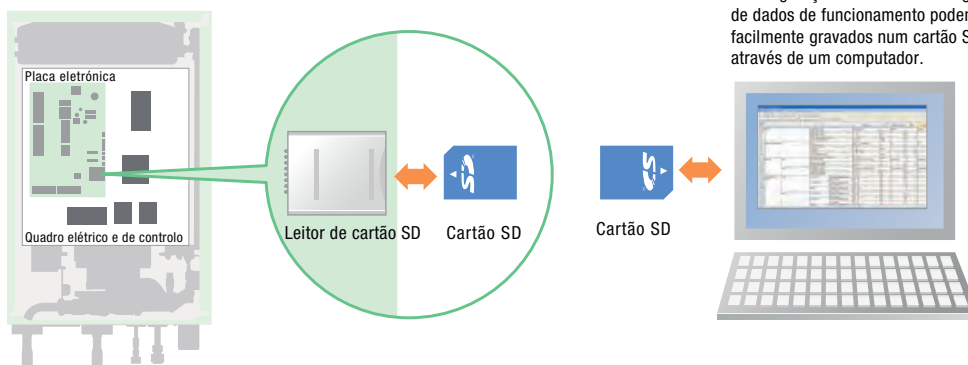 de dados de funcionamento podem
facilmente gravados num cartão S
através de um computador.
Placa eletrónica
Quadro elétrico e de controlo
Leitor de cartão SD
Cartão SD
Cartão SD